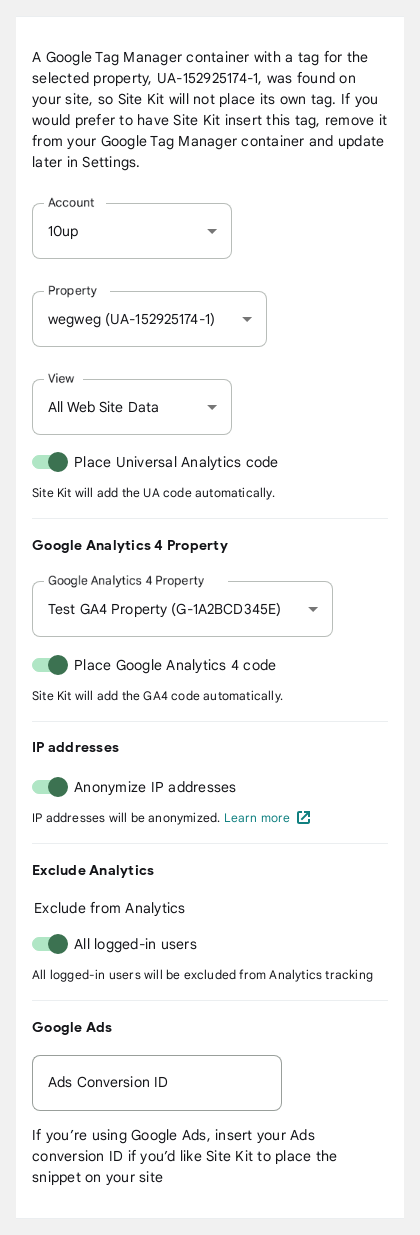 A Google Tag Manager container with a tag for the
selected property, UA-152925174-1, was found on
your site, so Site Kit will not place its own tag. If you
would prefer to have Site Kit insert this tag, remove it
from your Google Tag Manager container and update
later in Settings.
Account
10up
Property
wegweg (UA-152925174-1)
View
All Web Site Data
Place Universal Analytics code
Site Kit will add the UA code automatically.
Google Analytics 4 Property
Google Analytics 4 Property
Test GA4 Property (G-1A2BCD345E)
Place Google Analytics 4 code
Site Kit will add the GA4 code automatically.
IP addresses
Anonymize IP addresses
IP addresses will be anonymized. Learn more
Exclude Analytics
Exclude from Analytics
All logged-in users
All logged-in users will be excluded from Analytics tracking
Google Ads
Ads Conversion ID
If you’re using Google Ads, insert your Ads
conversion ID if you’d like Site Kit to place the
snippet on your site